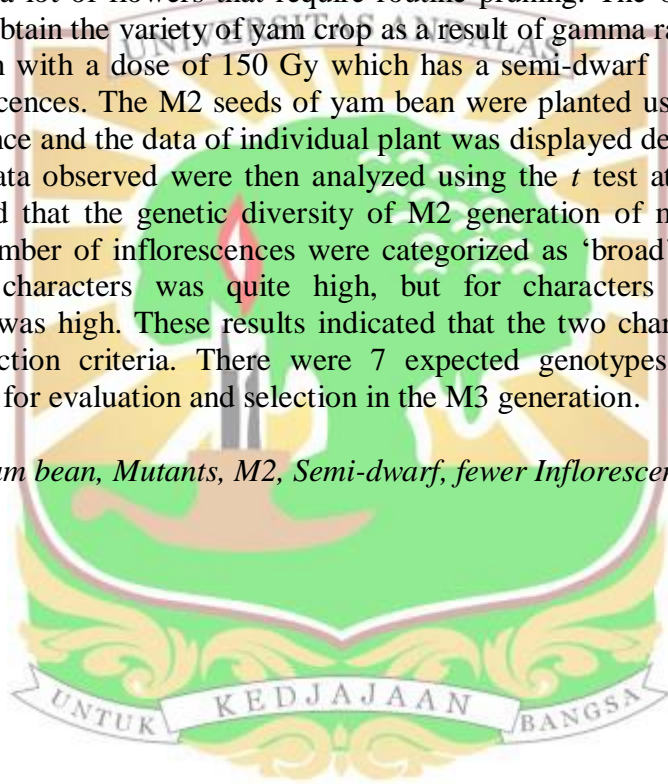 a lot of flowers that require routine pruning. The
UNIVERSITAS ANDALAS
btain the variety of yam crop as a result of gamma ra
with a dose of 150 Gy which has a semi-dwarf
cences. The M2 seeds of yam bean were planted us
nce and the data of individual plant was displayed de
ata observed were then analyzed using the t test at
d that the genetic diversity of M2 generation of
mber of inflorescences were categorized as ‘broad’
characters was quite high, but for characters
was high. These results indicated that the two char
ction criteria. There were 7 expected genotypes
for evaluation and selection in the M3 generation.
am bean, Mutants, M2, Semi-dwarf, fewer Inflorescen
UNTUK KEDJAJAAN BANGSA